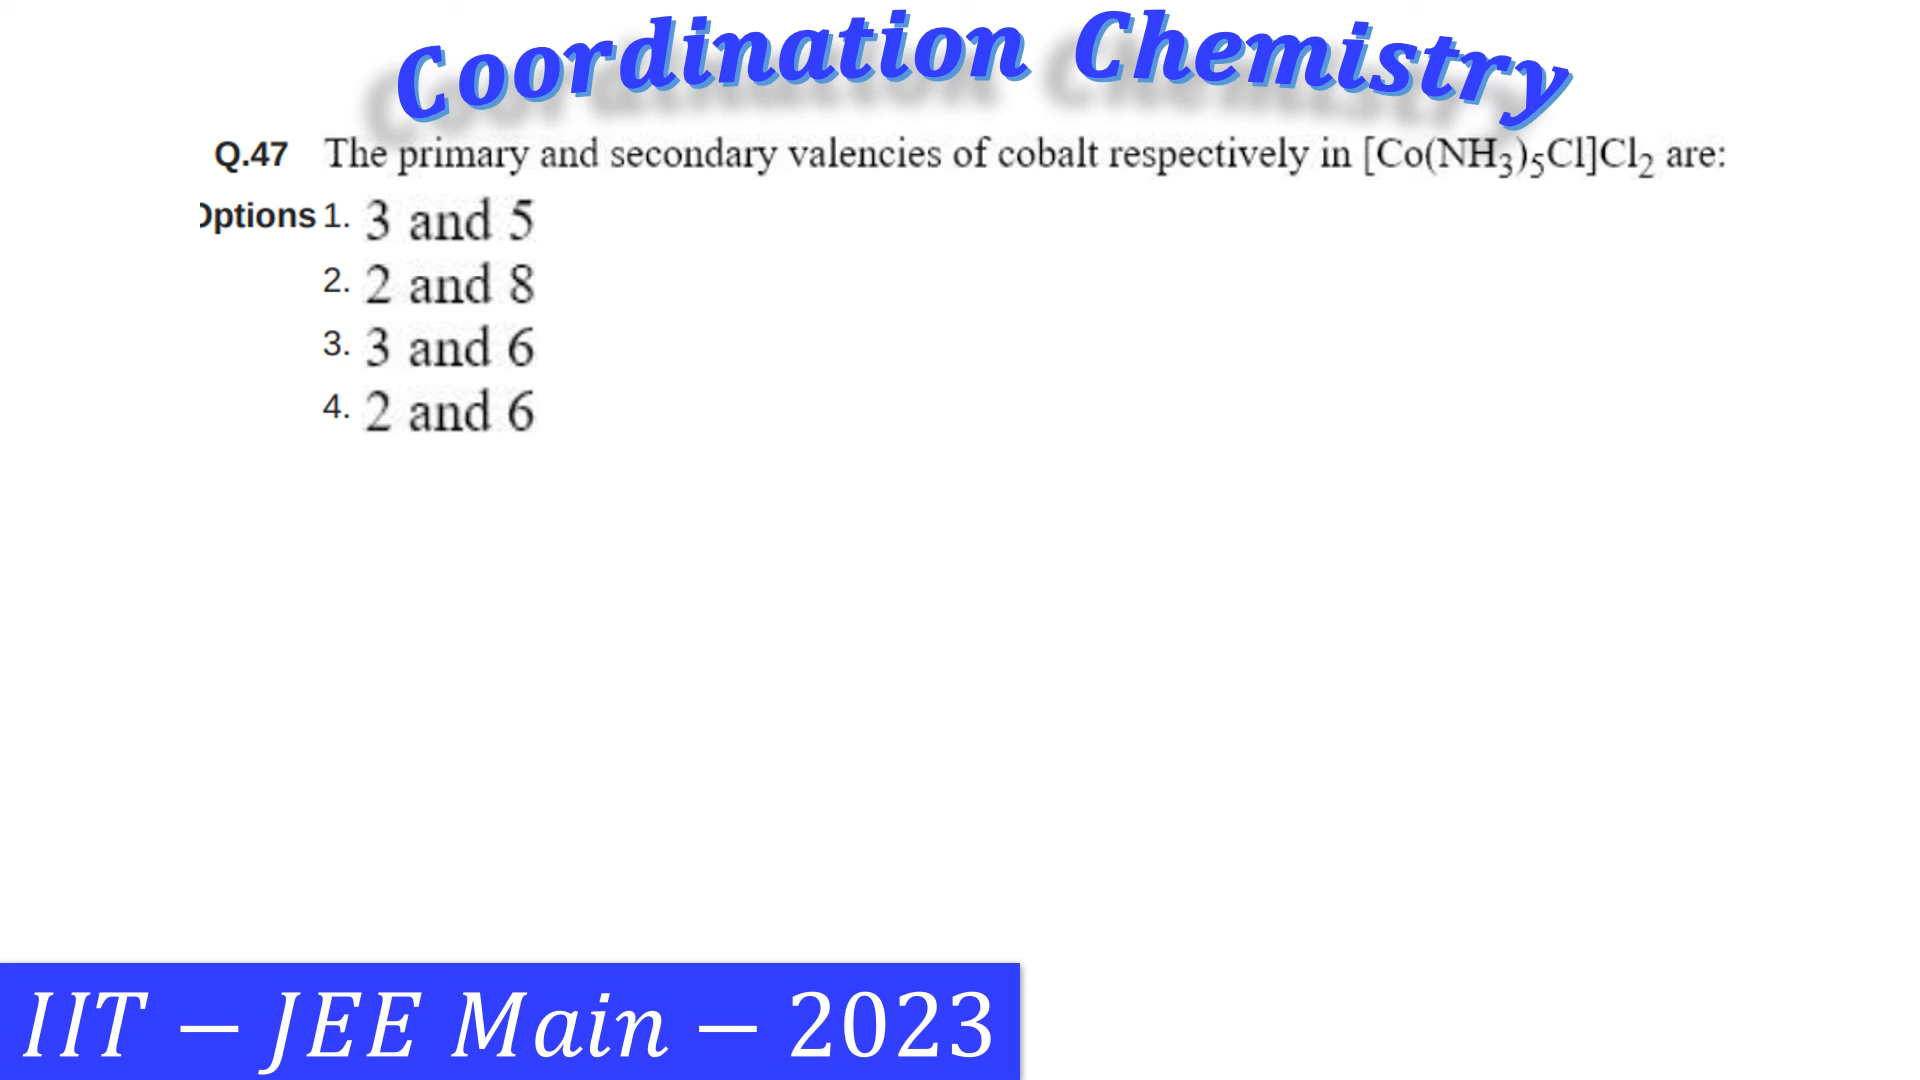 Coordination Chemistry
Q.47 The primary and secondary valencies of cobalt respectively in [Co(NH₃)₅Cl]Cl₂ are:
Options 1. 3 and 5
2. 2 and 8
3. 3 and 6
4. 2 and 6
IIT – JEE Main – 2023